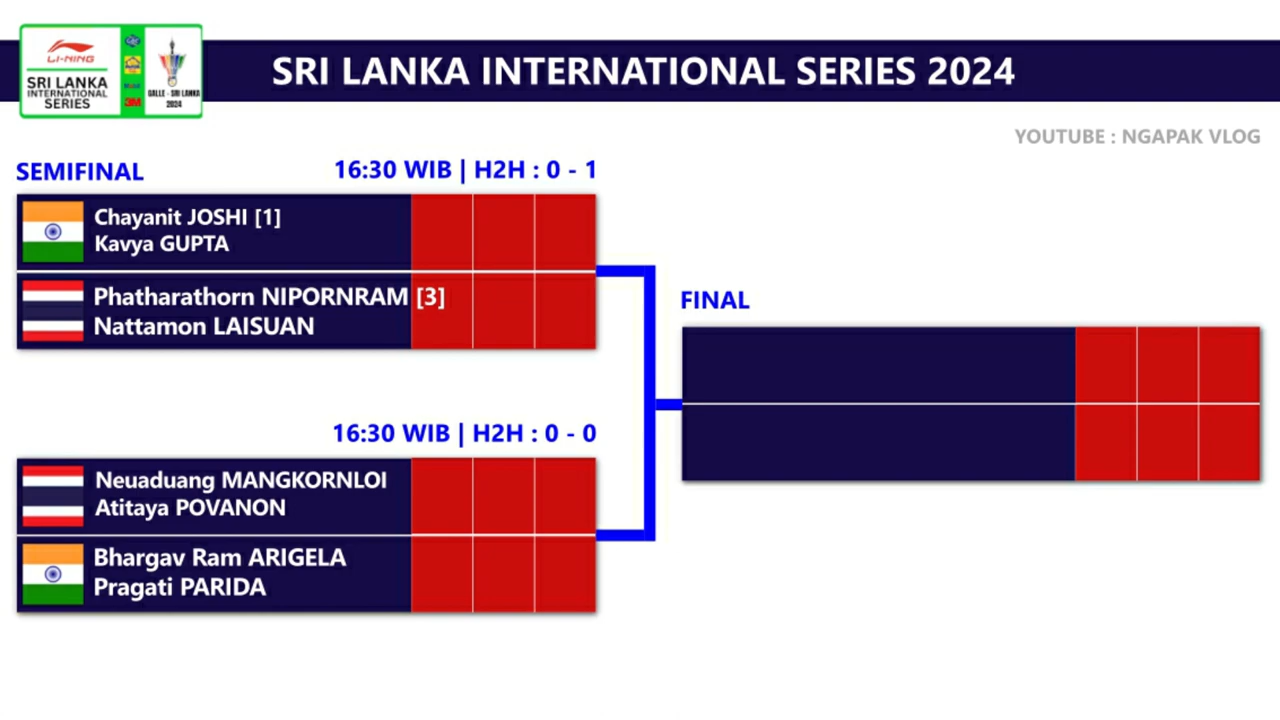 LI-NING
SRI LANKA
INTERNATIONAL
SERIES
3M
GALLE - SRI LANKA
2024
SRI LANKA INTERNATIONAL SERIES 2024
YOUTUBE : NGAPAK VLOG
SEMIFINAL
16:30 WIB | H2H : 0 - 1
Chayanit JOSHI [1]
Kavya GUPTA
Phatharathorn NIPORNRAM [3]
Nattamon LAISUAN
FINAL
16:30 WIB | H2H : 0 - 0
Neuaduang MANGKORNLOI
Atitaya POVANON
Bhargav Ram ARIGELA
Pragati PARIDA